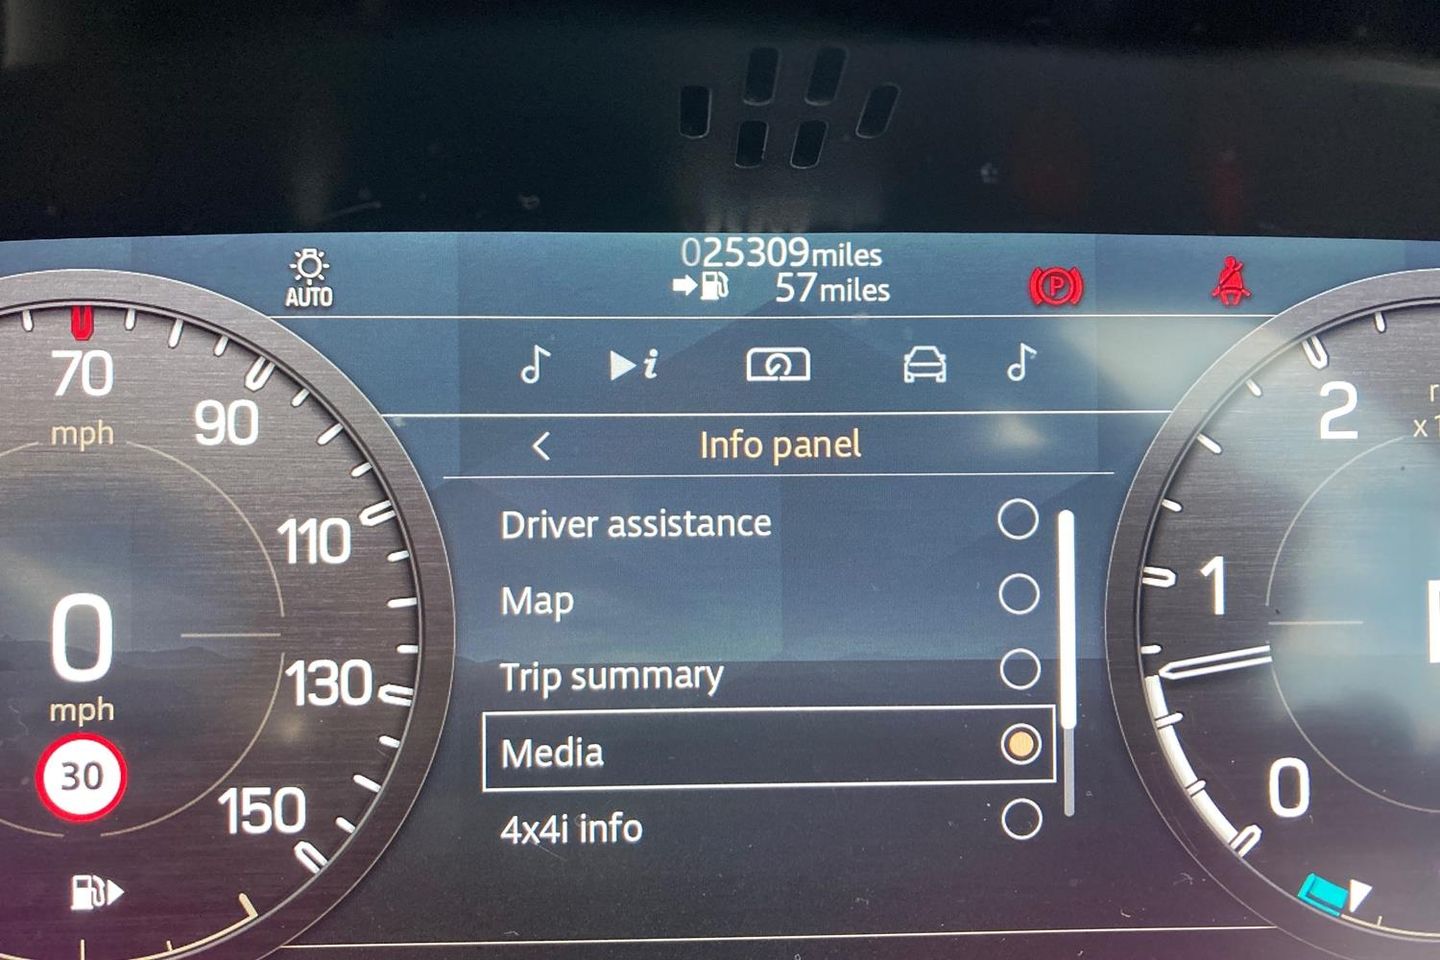 025309miles
AUTO
57miles
P
i
70
mph
90
110
130
150
0
mph
30
Info panel
Driver assistance
Map
Trip summary
Media
4x4i info
2
1
0